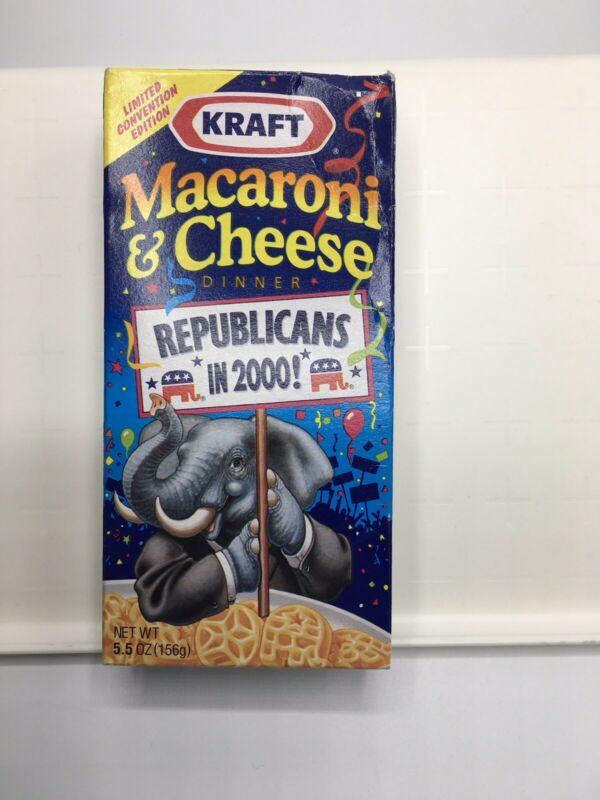 LIMITED
CONVENTION
EDITION
KRAFT
Macaroni
& Cheese
DINNER
REPUBLICANS
IN 2000!
NET WT
5.5 OZ (156g)